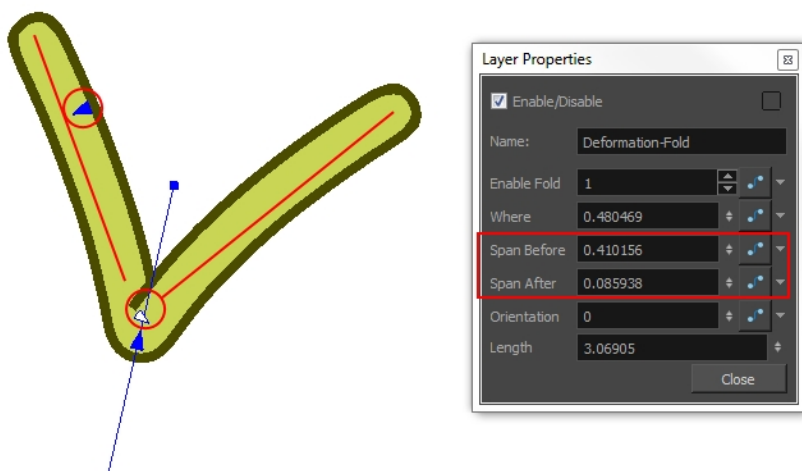 Layer Properties
Enable/Disable
Name: Deformation-Fold
Enable Fold 1
Where 0.480469
Span Before 0.410156
Span After 0.085938
Orientation 0
Length 3.06905
Close